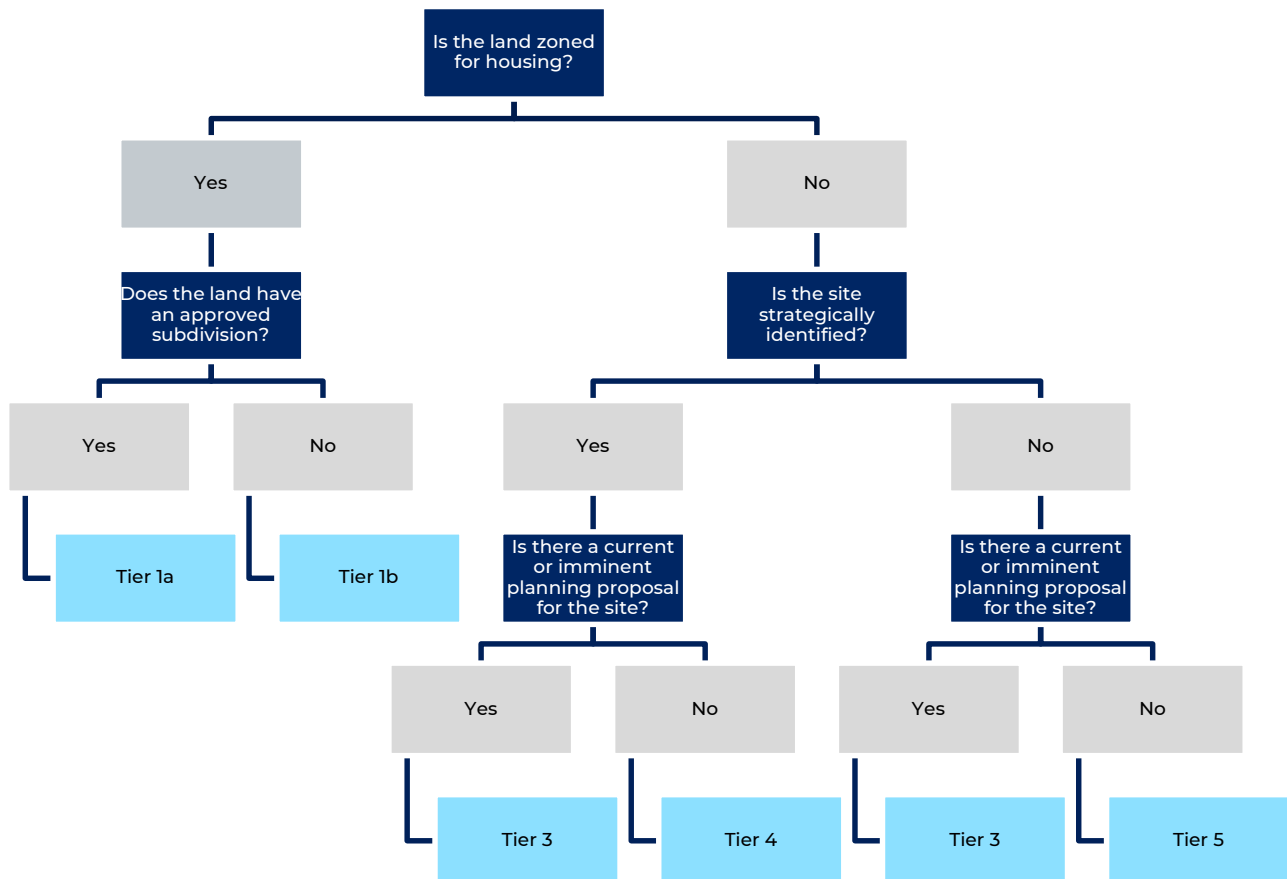 Is the land zoned
for housing?
Yes
No
Does the land have
an approved
subdivision?
Is the site
strategically
identified?
Yes
No
Yes
No
Tier 1a
Tier 1b
Is there a current
or imminent
planning proposal
for the site?
Is there a current
or imminent
planning proposal
for the site?
Yes
No
Yes
No
Tier 3
Tier 4
Tier 3
Tier 5